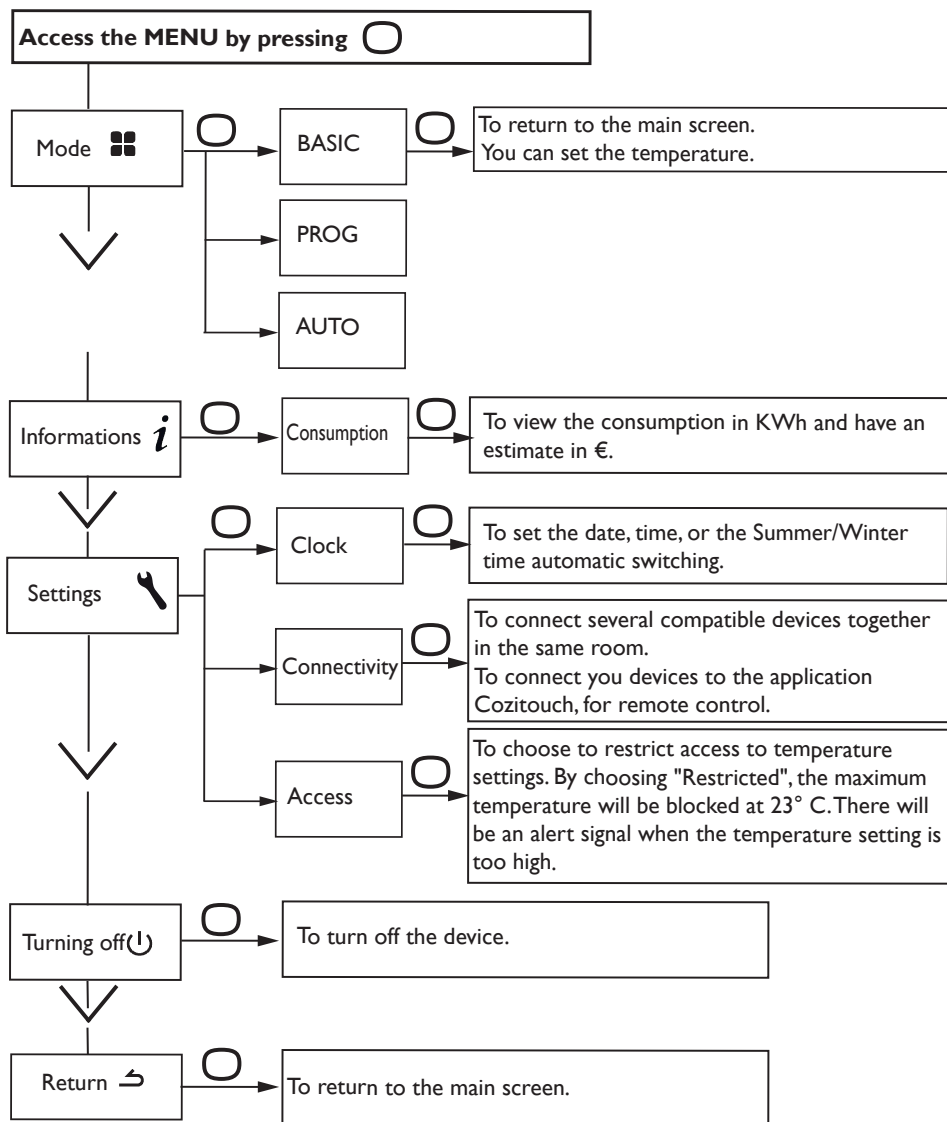 Access the MENU by pressing
Mode
BASIC
To return to the main screen.
You can set the temperature.
PROG
AUTO
Informations i
Consumption
To view the consumption in KWh and have an
estimate in €.
Settings
Clock
To set the date, time, or the Summer/Winter
time automatic switching.
Connectivity
To connect several compatible devices together
in the same room.
To connect you devices to the application
Cozitouch, for remote control.
Access
To choose to restrict access to temperature
settings. By choosing "Restricted", the maximum
temperature will be blocked at 23° C. There will
be an alert signal when the temperature setting is
too high.
Turning off
To turn off the device.
Return
To return to the main screen.